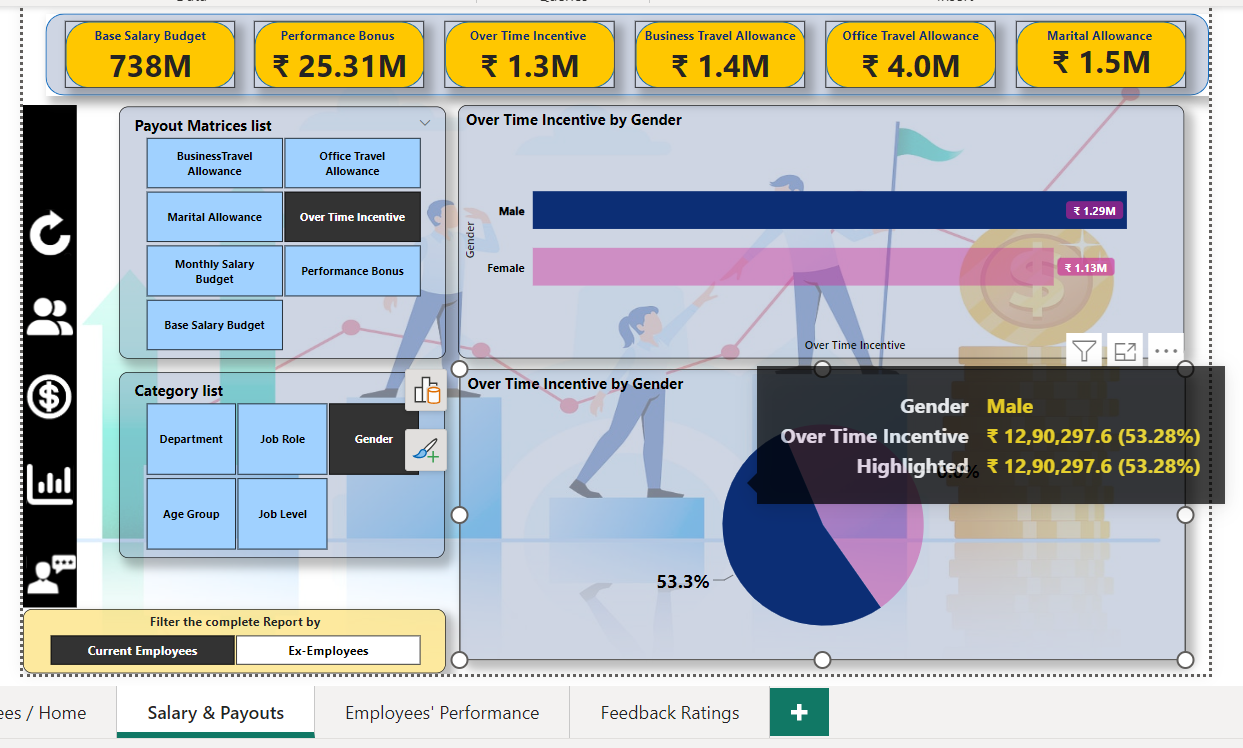 Base Salary Budget
738M
Performance Bonus
₹ 25.31M
Over Time Incentive
₹ 1.3M
Business Travel Allowance
₹ 1.4M
Office Travel Allowance
₹ 4.0M
Marital Allowance
₹ 1.5M
Payout Matrices list
BusinessTravel
Allowance
Office Travel
Allowance
Marital Allowance
Over Time Incentive
Monthly Salary
Budget
Performance Bonus
Base Salary Budget
Over Time Incentive by Gender
Gender
Male
₹ 1.29M
Female
₹ 1.13M
Over Time Incentive
Category list
Department
Job Role
Gender
Age Group
Job Level
Over Time Incentive by Gender
Gender Male
Over Time Incentive ₹ 12,90,297.6 (53.28%)
Highlighted ₹ 12,90,297.6 (53.28%)
53.3%
Filter the complete Report by
Current Employees
Ex-Employees
ees / Home
Salary & Payouts
Employees' Performance
Feedback Ratings